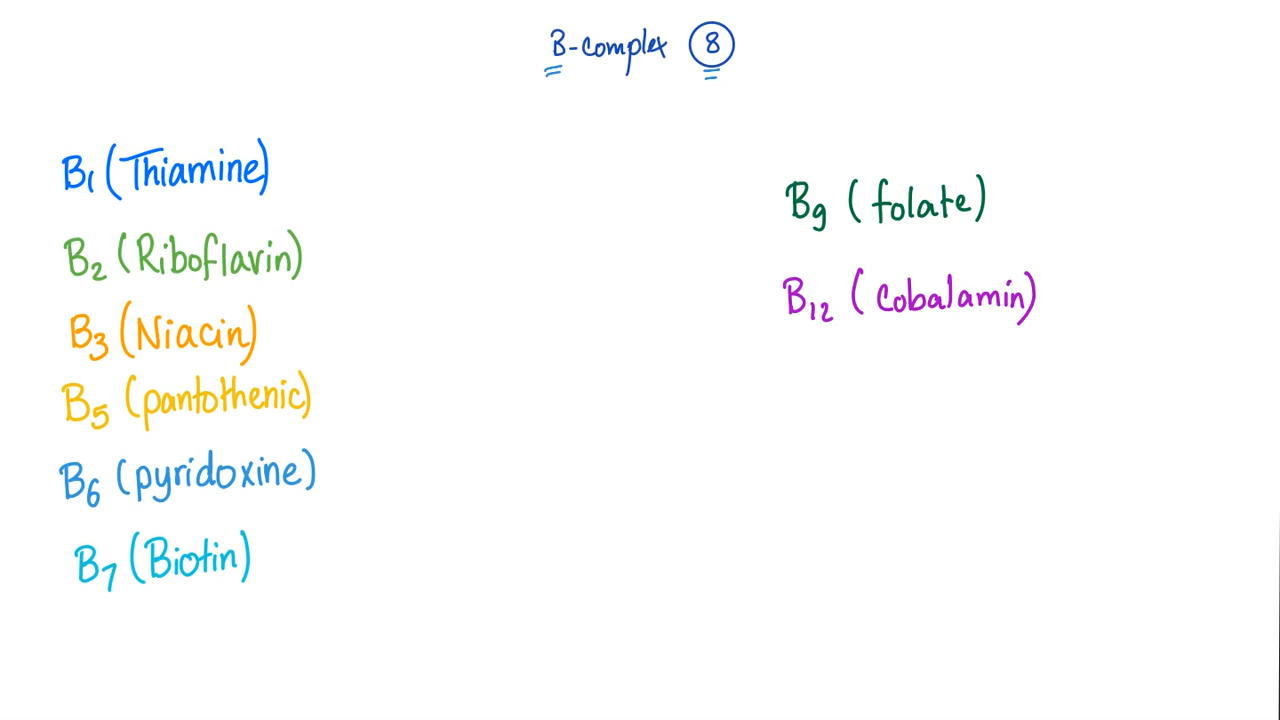 B-complex 8
B1 (Thiamine)
B2 (Riboflavin)
B3 (Niacin)
B5 (pantothenic)
B6 (pyridoxine)
B7 (Biotin)
B9 (folate)
B12 (cobalamin)